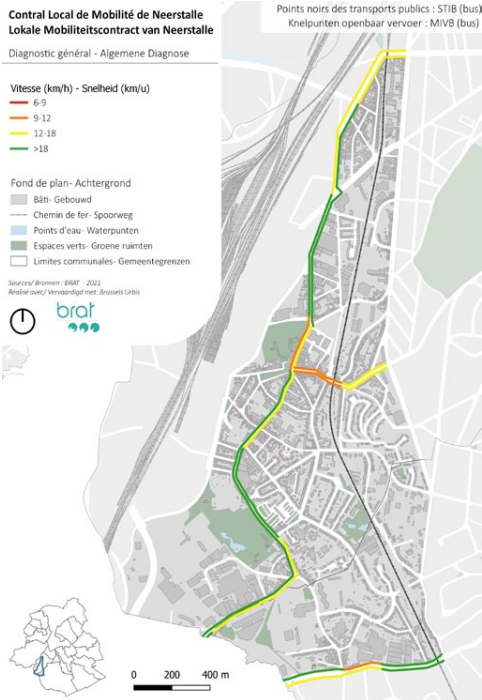 Contral Local de Mobilité de Neerstalle
Lokale Mobiliteitscontract van Neerstalle
Diagnostic général - Algemene Diagnose
Points noirs des transports publics : STIB (bus)
Knelpunten openbaar vervoer : MIVB (bus)
Vitesse (km/h) - Snelheid (km/u)
6-9
9-12
12-18
>18
Fond de plan- Achtergrond
Bâti- Gebouwd
Chemin de fer- Spoorweg
Points d'eau- Waterpunten
Espaces verts- Groene ruimten
Limites communales- Gemeentegrenzen
Sources/ Bronnen : BRAT - 2021
Réalisé avec/ Vervaardigd met: Brussels Urbis
brat
0 200 400 m